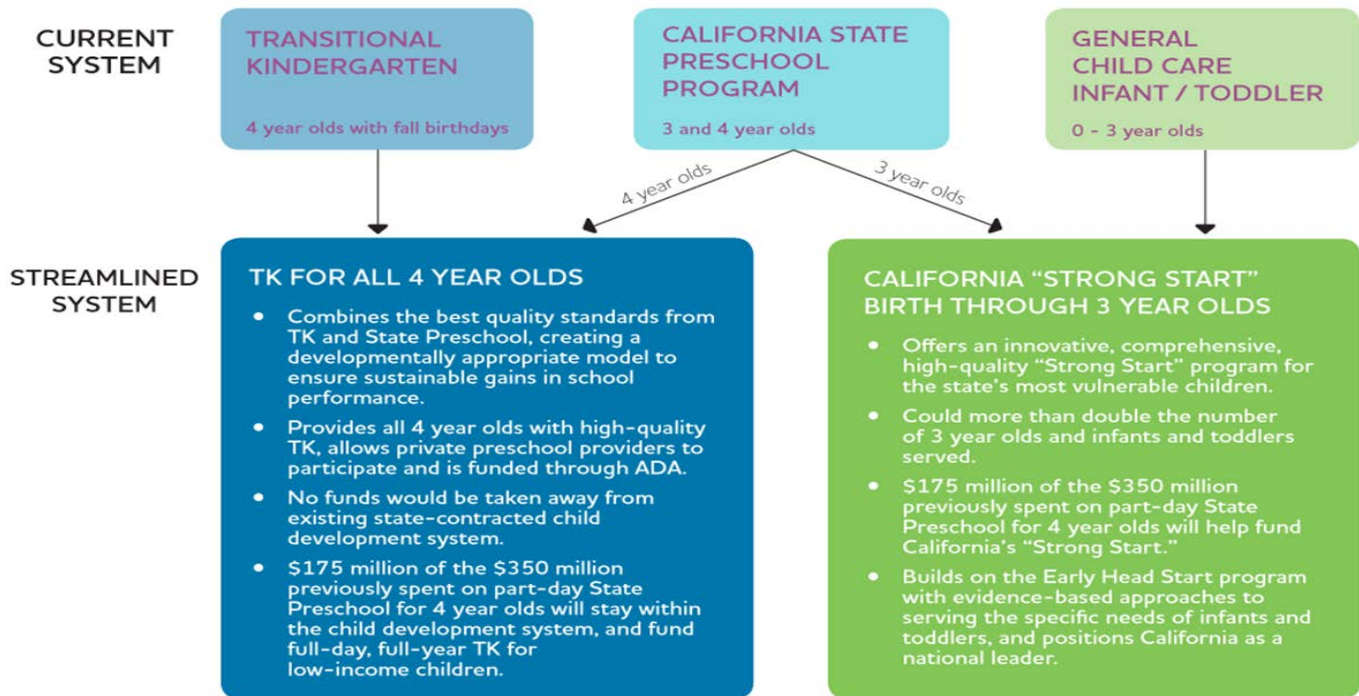 CURRENT
SYSTEM
TRANSITIONAL
KINDERGARTEN
4 year olds with fall birthdays
CALIFORNIA STATE
PRESCHOOL
PROGRAM
3 and 4 year olds
GENERAL
CHILD CARE
INFANT / TODDLER
0 - 3 year olds
4 year olds
3 year olds
STREAMLINED
SYSTEM
TK FOR ALL 4 YEAR OLDS
• Combines the best quality standards from
TK and State Preschool, creating a
developmentally appropriate model to
ensure sustainable gains in school
performance.
• Provides all 4 year olds with high-quality
TK, allows private preschool providers to
participate and is funded through ADA.
• No funds would be taken away from
existing state-contracted child
development system.
• $175 million of the $350 million
previously spent on part-day State
Preschool for 4 year olds will stay within
the child development system, and fund
full-day, full-year TK for
low-income children.
CALIFORNIA “STRONG START”
BIRTH THROUGH 3 YEAR OLDS
• Offers an innovative, comprehensive,
high-quality “Strong Start” program for
the state’s most vulnerable children.
• Could more than double the number
of 3 year olds and infants and toddlers
served.
• $175 million of the $350 million
previously spent on part-day State
Preschool for 4 year olds will help fund
California’s “Strong Start.”
• Builds on the Early Head Start program
with evidence-based approaches to
serving the specific needs of infants and
toddlers, and positions California as a
national leader.